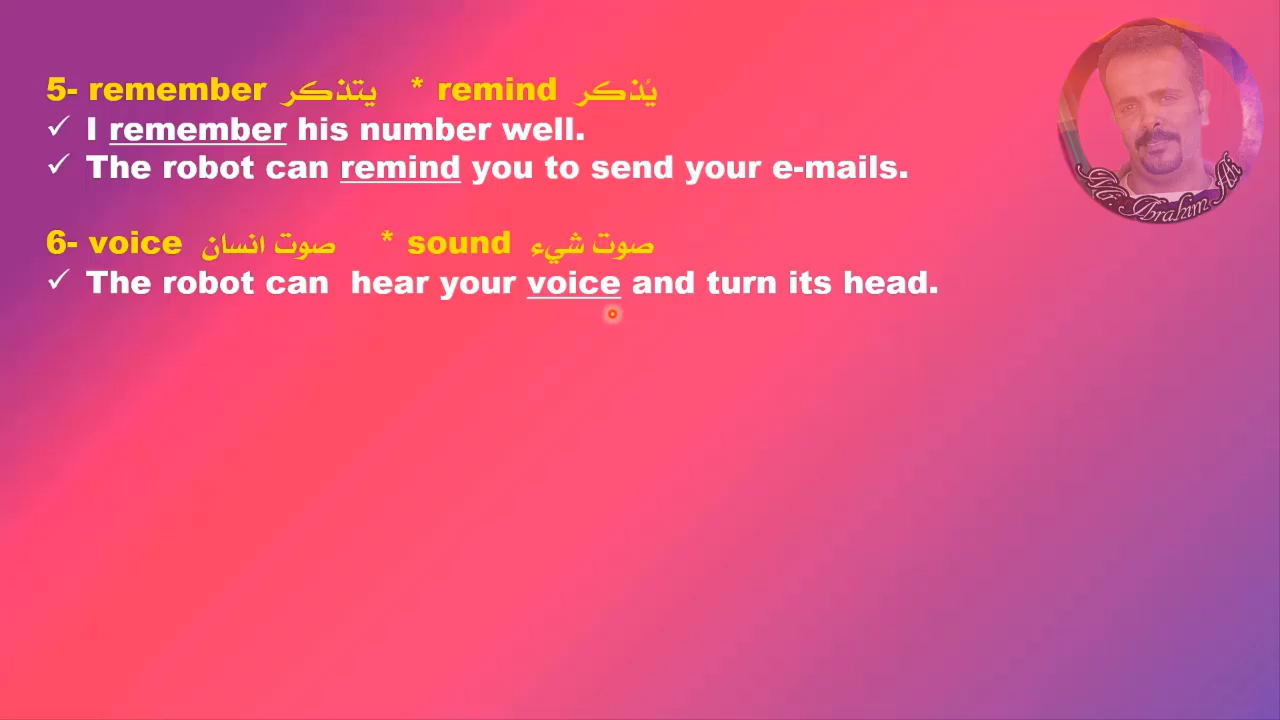 5- remember يتذكر * remind يُذكر
✓ I remember his number well.
✓ The robot can remind you to send your e-mails.
6- voice صوت انسان * sound صوت شيء
✓ The robot can hear your voice and turn its head.
Mr. Ibrahim Ali